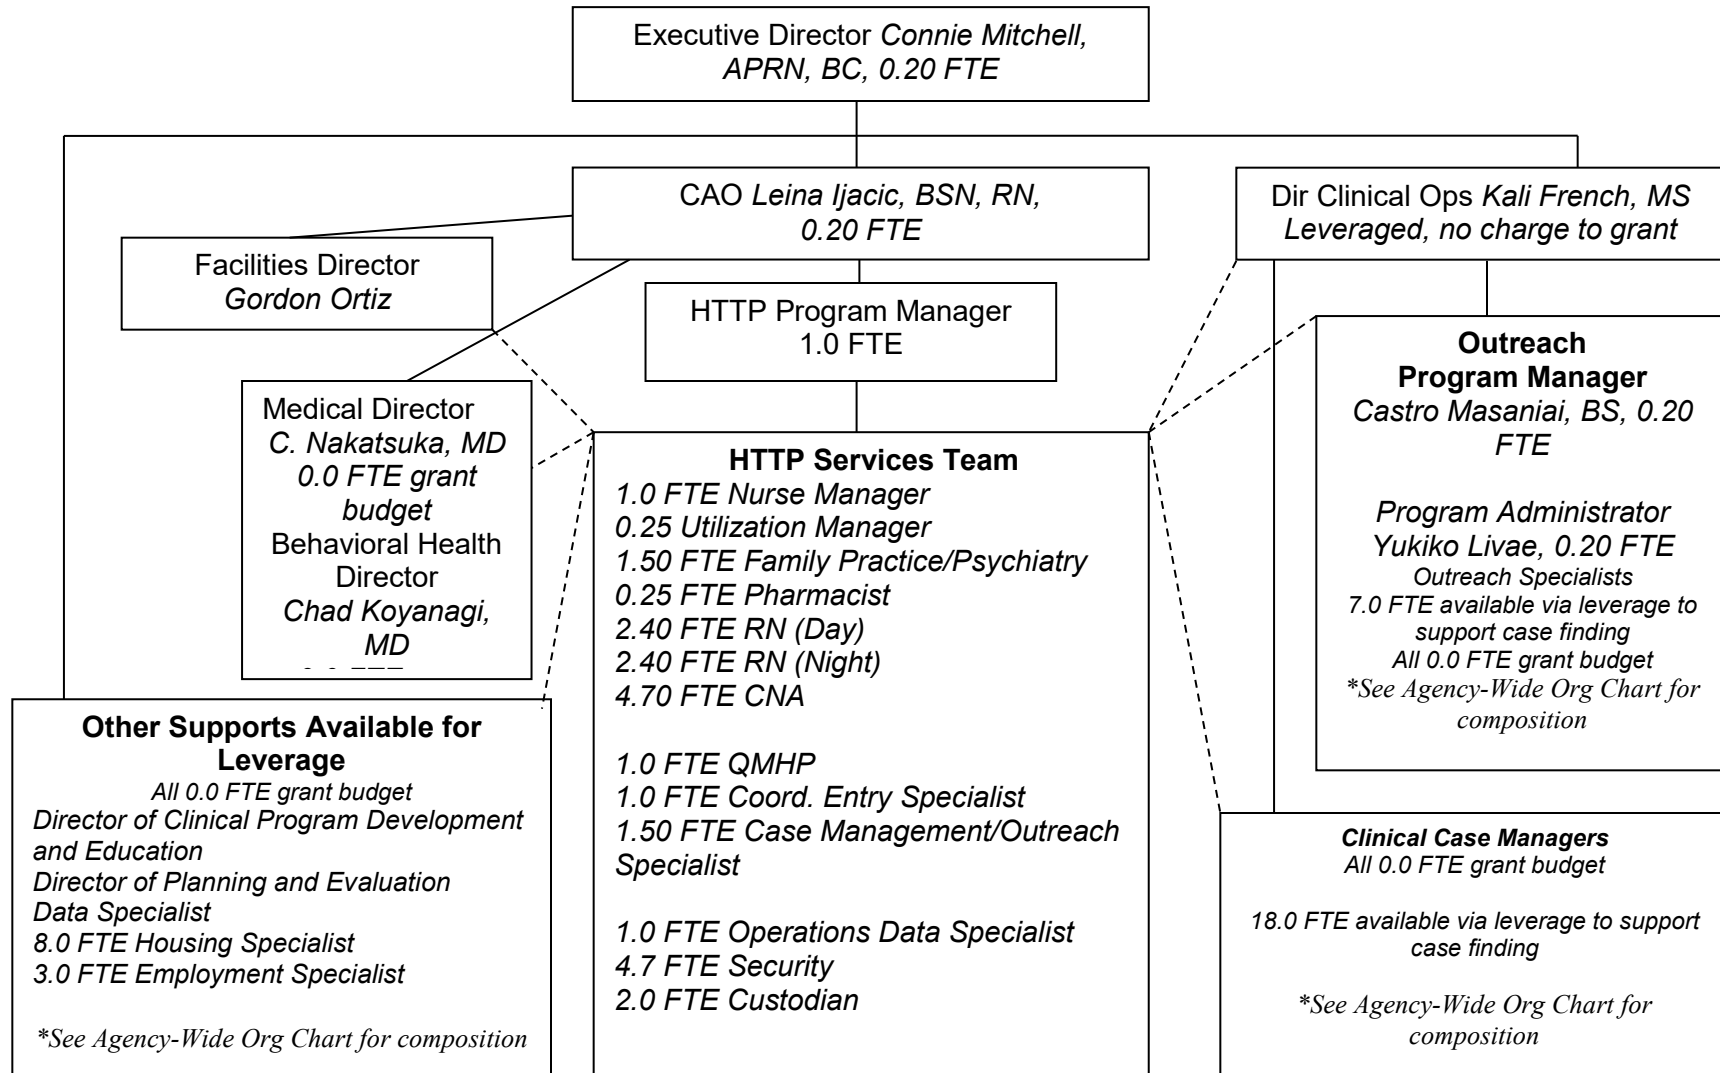 Executive Director Connie Mitchell,
APRN, BC, 0.20 FTE
CAO Leina Ijacic, BSN, RN,
0.20 FTE
Dir Clinical Ops Kali French, MS
Leveraged, no charge to grant
Facilities Director
Gordon Ortiz
HTTP Program Manager
1.0 FTE
Outreach
Program Manager
Castro Masaniai, BS, 0.20
FTE
Program Administrator
Yukiko Livae, 0.20 FTE
Outreach Specialists
7.0 FTE available via leverage to
support case finding
All 0.0 FTE grant budget
*See Agency-Wide Org Chart for
composition
Medical Director
C. Nakatsuka, MD
0.0 FTE grant
budget
Behavioral Health
Director
Chad Koyanagi,
MD
HTTP Services Team
1.0 FTE Nurse Manager
0.25 Utilization Manager
1.50 FTE Family Practice/Psychiatry
0.25 FTE Pharmacist
2.40 FTE RN (Day)
2.40 FTE RN (Night)
4.70 FTE CNA
1.0 FTE QMHP
1.0 FTE Coord. Entry Specialist
1.50 FTE Case Management/Outreach
Specialist
1.0 FTE Operations Data Specialist
4.7 FTE Security
2.0 FTE Custodian
Other Supports Available for
Leverage
All 0.0 FTE grant budget
Director of Clinical Program Development
and Education
Director of Planning and Evaluation
Data Specialist
8.0 FTE Housing Specialist
3.0 FTE Employment Specialist
*See Agency-Wide Org Chart for composition
Clinical Case Managers
All 0.0 FTE grant budget
18.0 FTE available via leverage to support
case finding
*See Agency-Wide Org Chart for
composition